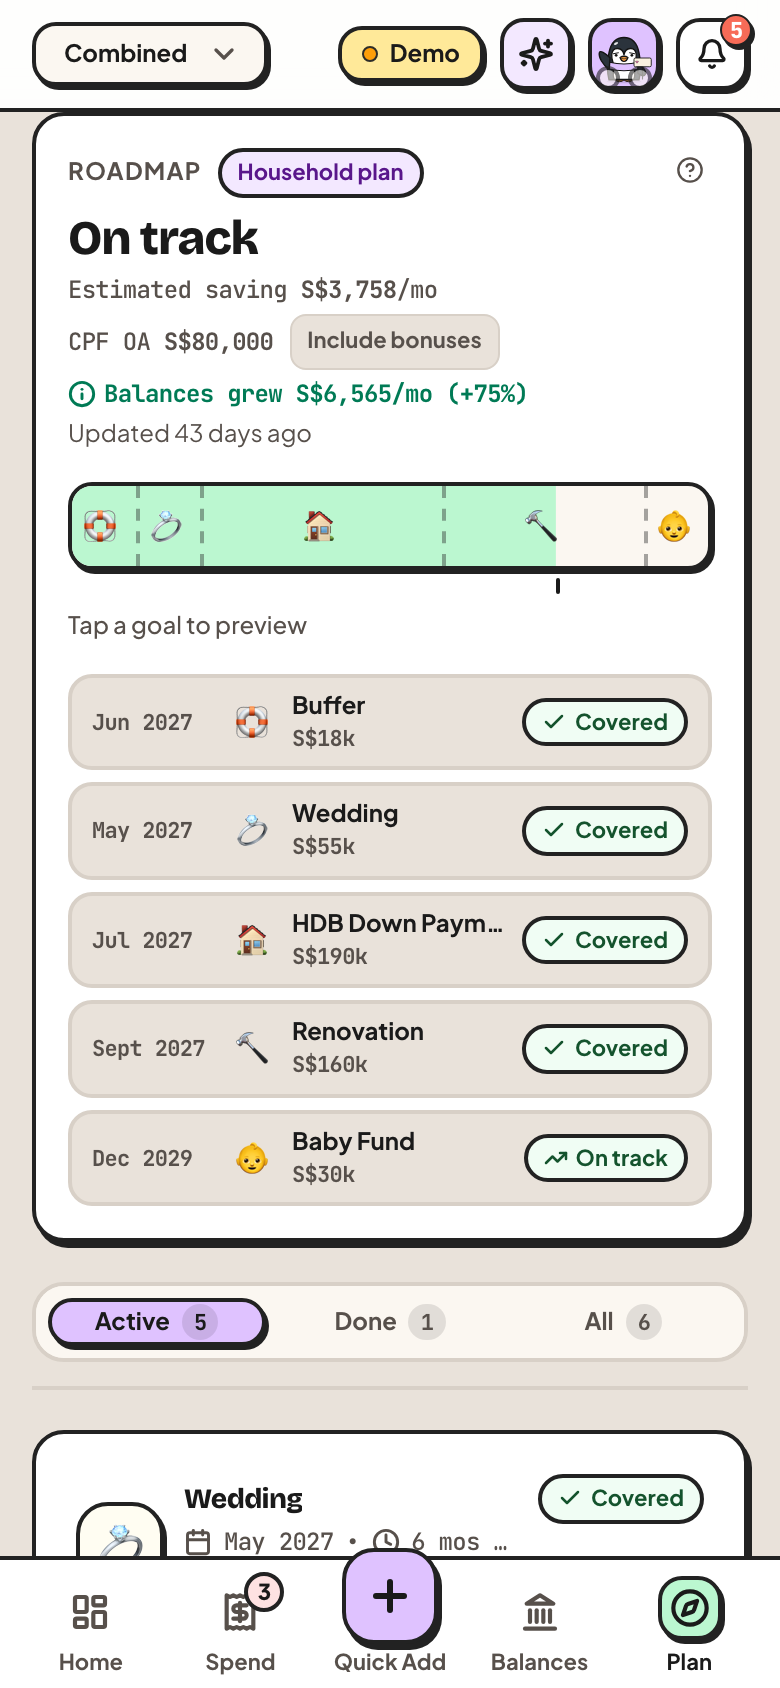 Combined
Demo
5
ROADMAP Household plan
On track
Estimated saving S$3,758/mo
CPF OA S$80,000 Include bonuses
Balances grew S$6,565/mo (+75%)
Updated 43 days ago
Tap a goal to preview
Jun 2027 Buffer Covered
S$18k
May 2027 Wedding Covered
S$55k
Jul 2027 HDB Down Paym… Covered
S$190k
Sept 2027 Renovation Covered
S$160k
Dec 2029 Baby Fund On track
S$30k
Active 5 Done 1 All 6
Wedding Covered
May 2027 • 6 mos …
3
Home Spend Quick Add Balances Plan